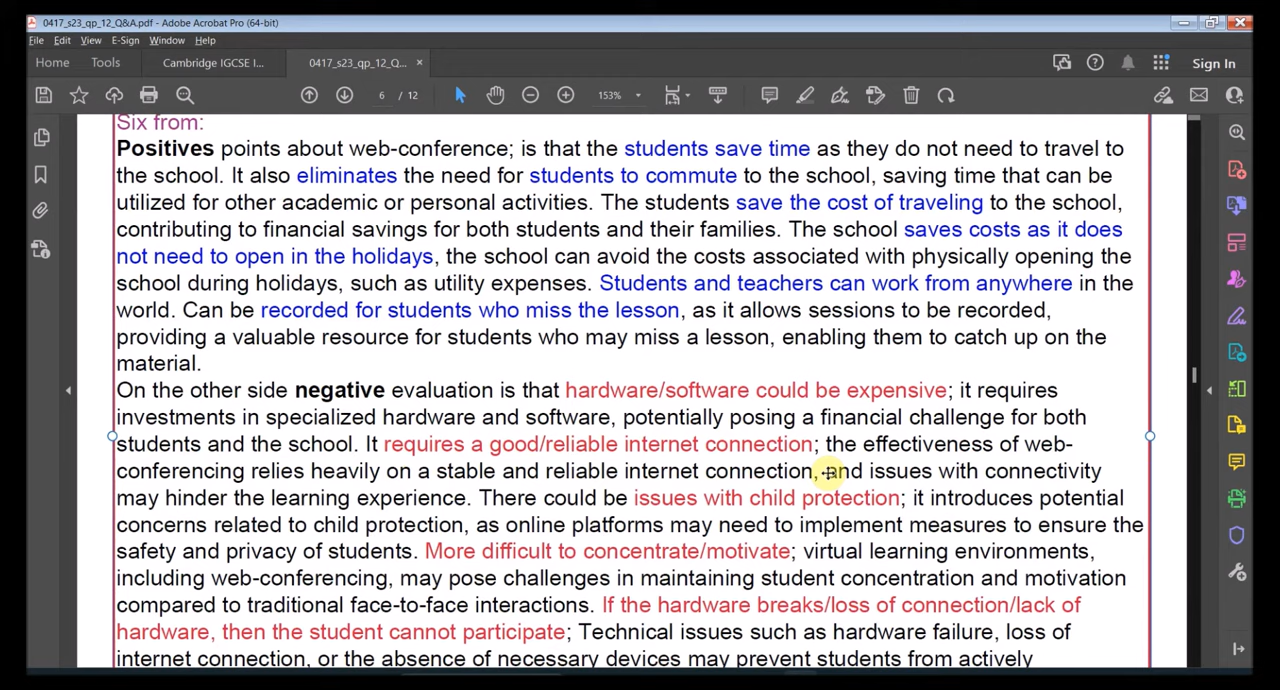 0417_s23_qp_12_Q&A.pdf - Adobe Acrobat Pro (64-bit)
File Edit View E-Sign Window Help
Home Tools Cambridge IGCSE I... 0417_s23_qp_12_Q... × Sign In
6 / 12 153%
Six from:
Positives points about web-conference; is that the students save time as they do not need to travel to
the school. It also eliminates the need for students to commute to the school, saving time that can be
utilized for other academic or personal activities. The students save the cost of traveling to the school,
contributing to financial savings for both students and their families. The school saves costs as it does
not need to open in the holidays, the school can avoid the costs associated with physically opening the
school during holidays, such as utility expenses. Students and teachers can work from anywhere in the
world. Can be recorded for students who miss the lesson, as it allows sessions to be recorded,
providing a valuable resource for students who may miss a lesson, enabling them to catch up on the
material.
On the other side negative evaluation is that hardware/software could be expensive; it requires
investments in specialized hardware and software, potentially posing a financial challenge for both
students and the school. It requires a good/reliable internet connection; the effectiveness of web-
conferencing relies heavily on a stable and reliable internet connection, and issues with connectivity
may hinder the learning experience. There could be issues with child protection; it introduces potential
concerns related to child protection, as online platforms may need to implement measures to ensure the
safety and privacy of students. More difficult to concentrate/motivate; virtual learning environments,
including web-conferencing, may pose challenges in maintaining student concentration and motivation
compared to traditional face-to-face interactions. If the hardware breaks/loss of connection/lack of
hardware, then the student cannot participate; Technical issues such as hardware failure, loss of
internet connection, or the absence of necessary devices may prevent students from actively